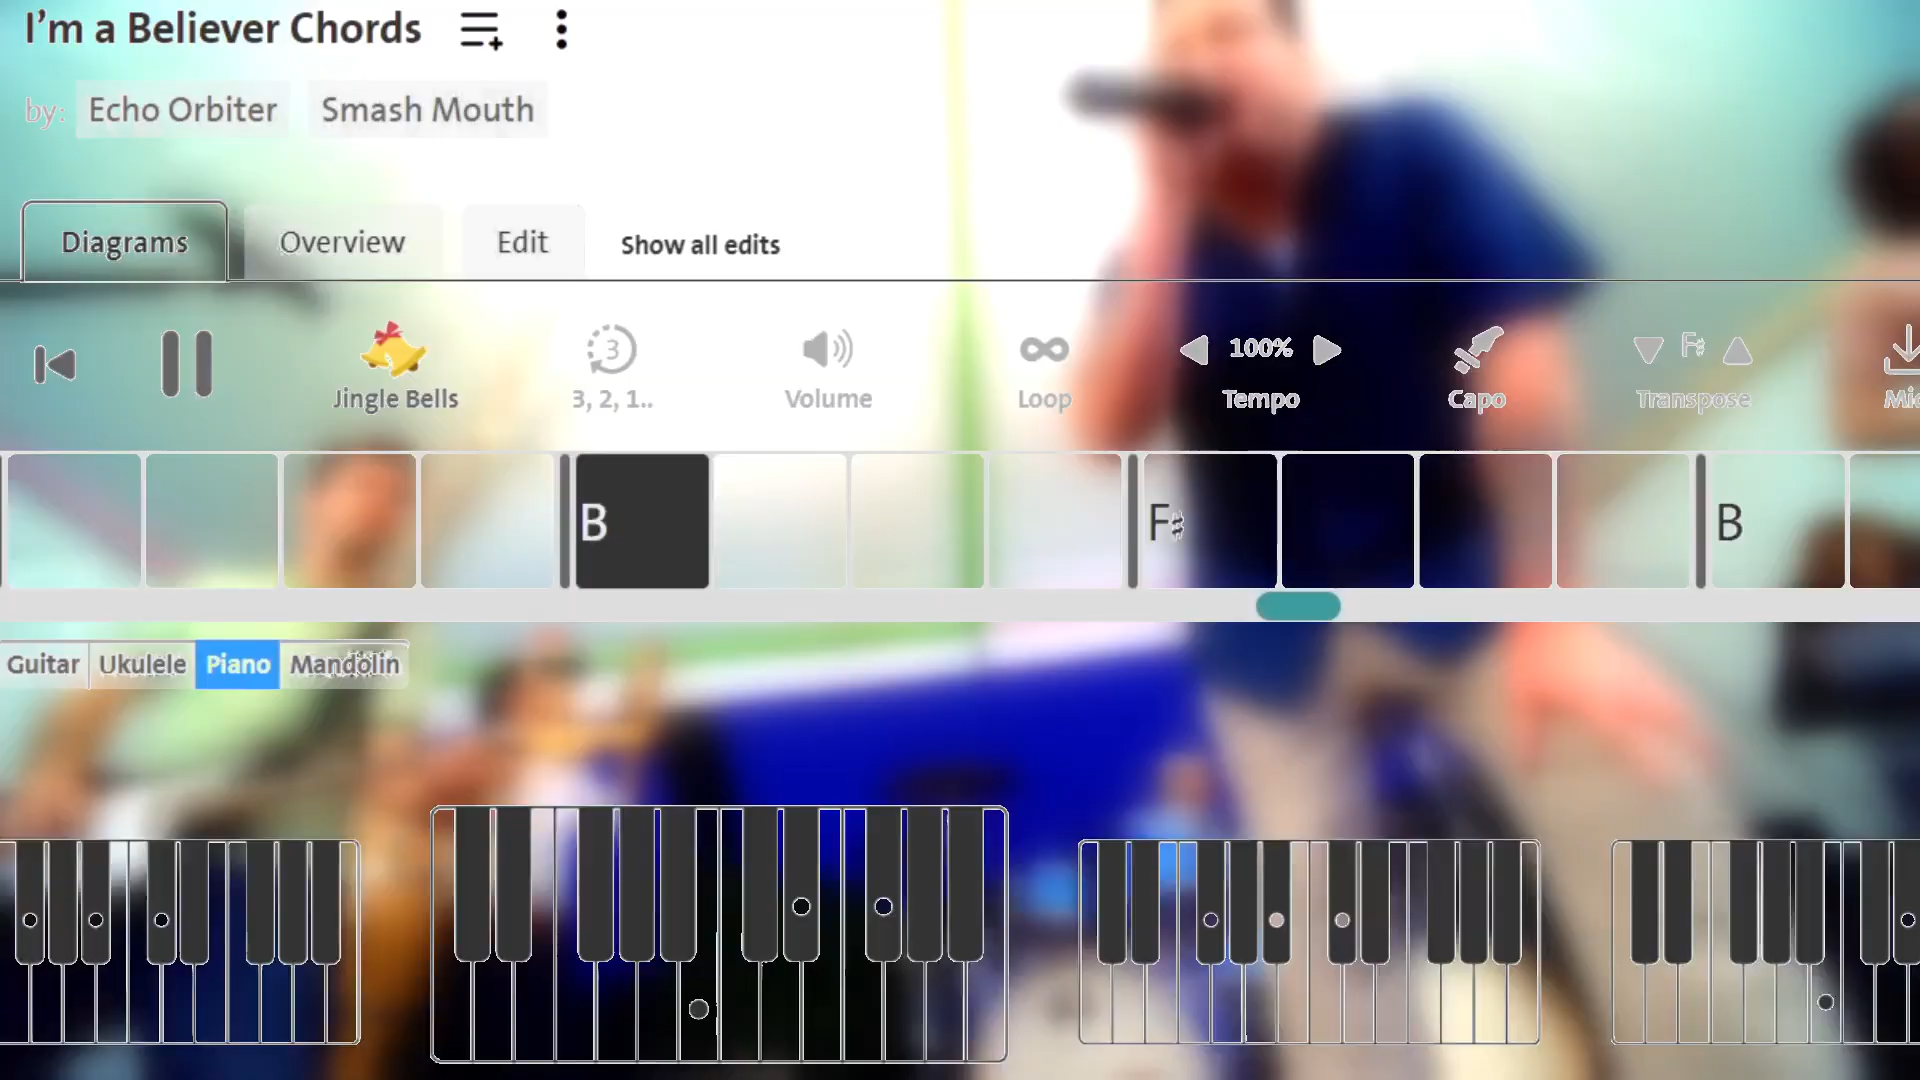 I'm a Believer Chords
by: Echo Orbiter Smash Mouth
Diagrams Overview Edit Show all edits
3 100% F♯
Jingle Bells 3, 2, 1.. Volume Loop Tempo Capo Transpose
B F♯ B
Guitar Ukulele Piano Mandolin